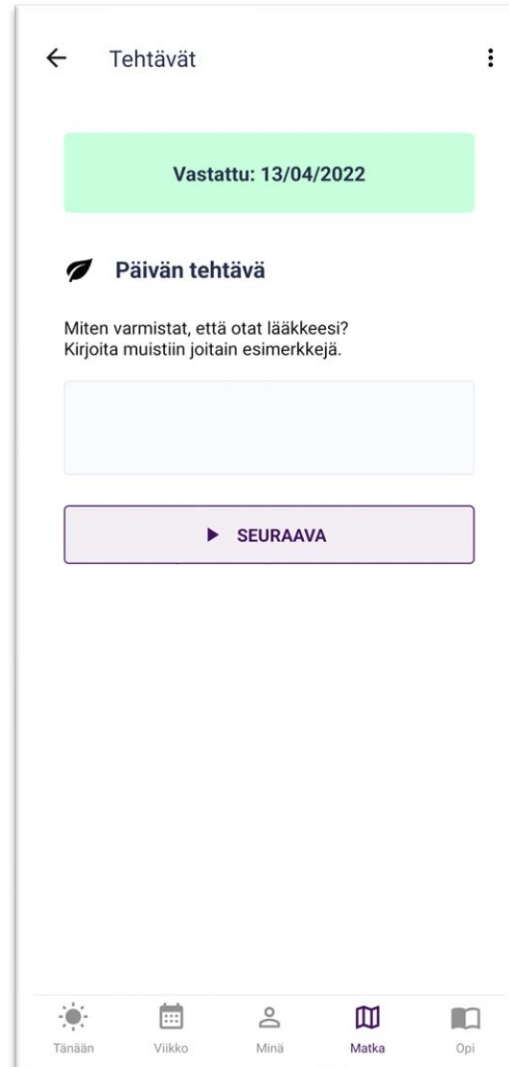 Tehtävät
Vastattu: 13/04/2022
Päivän tehtävä
Miten varmistat, että otat lääkkeesi?
Kirjoita muistiin joitain esimerkkejä.
SEURAAVA
Tänään Viikko Minä Matka Opi